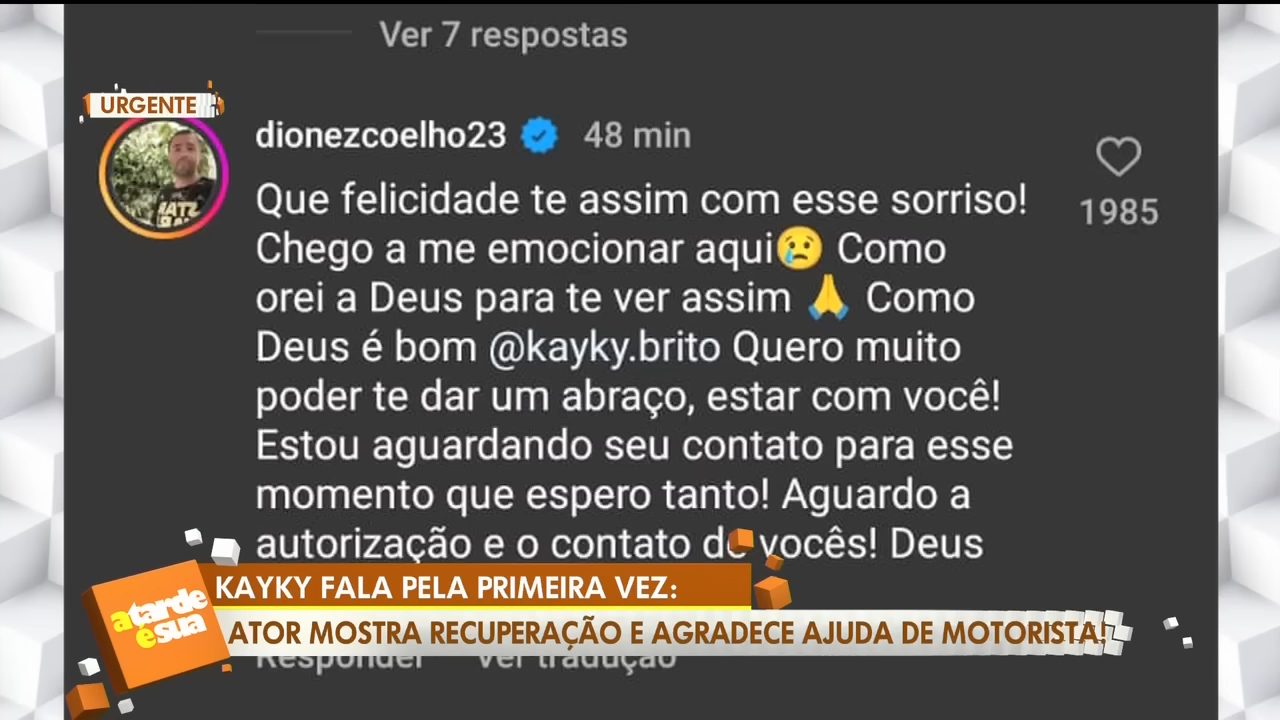 Ver 7 respostas
URGENTE
dionezcoelho23 48 min
Que felicidade te assim com esse sorriso!
1985
Chego a me emocionar aqui😢 Como
orei a Deus para te ver assim 🙏 Como
Deus é bom @kayky.brito Quero muito
poder te dar um abraço, estar com você!
Estou aguardando seu contato para esse
momento que espero tanto! Aguardo a
autorização e o contato de vocês! Deus
KAYKY FALA PELA PRIMEIRA VEZ:
a tarde é sua
ATOR MOSTRA RECUPERAÇÃO E AGRADECE AJUDA DE MOTORISTA!
Responder Ver tradução